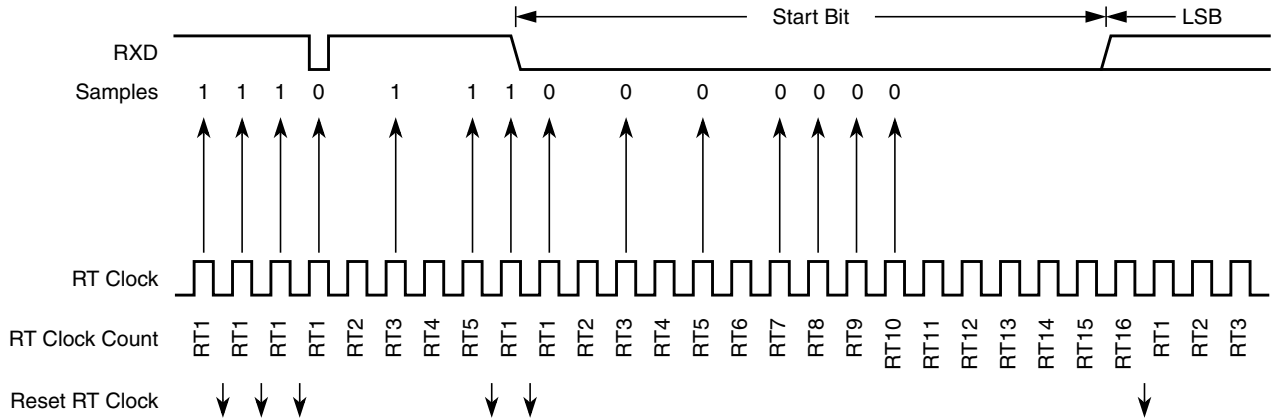 Start Bit LSB
RXD
Samples 1 1 1 0 1 1 1 0 0 0 0 0 0 0
RT Clock
RT Clock Count RT1 RT1 RT1 RT1 RT2 RT3 RT4 RT5 RT1 RT1 RT2 RT3 RT4 RT5 RT6 RT7 RT8 RT9 RT10 RT11 RT12 RT13 RT14 RT15 RT16 RT1 RT2 RT3
Reset RT Clock